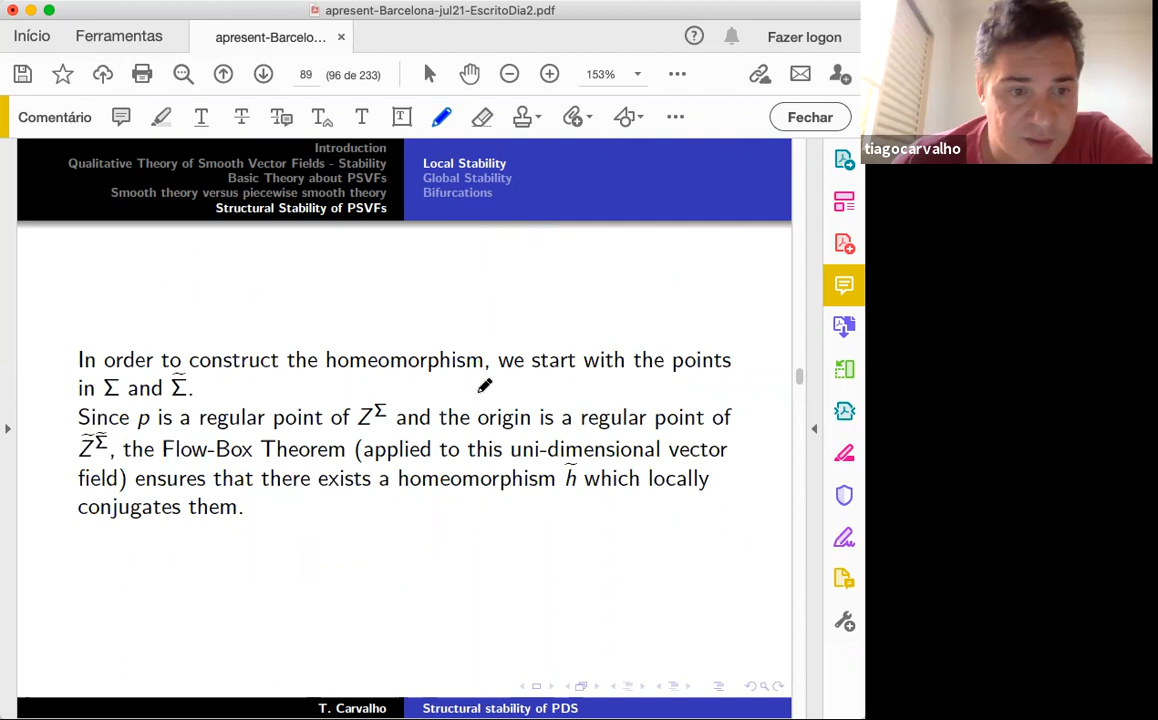 apresent-Barcelona-jul21-EscritoDia2.pdf
Início Ferramentas apresent-Barcelo... × Fazer logon
89 (96 de 233) 153%
Comentário Fechar
tiagocarvalho
Introduction
Qualitative Theory of Smooth Vector Fields - Stability
Basic Theory about PSVFs
Smooth theory versus piecewise smooth theory
Structural Stability of PSVFs
Local Stability
Global Stability
Bifurcations
In order to construct the homeomorphism, we start with the points
in Σ and Σ̃.
Since p is a regular point of Z^Σ and the origin is a regular point of
Z̃^Σ̃, the Flow-Box Theorem (applied to this uni-dimensional vector
field) ensures that there exists a homeomorphism h̃ which locally
conjugates them.
T. Carvalho Structural stability of PDS